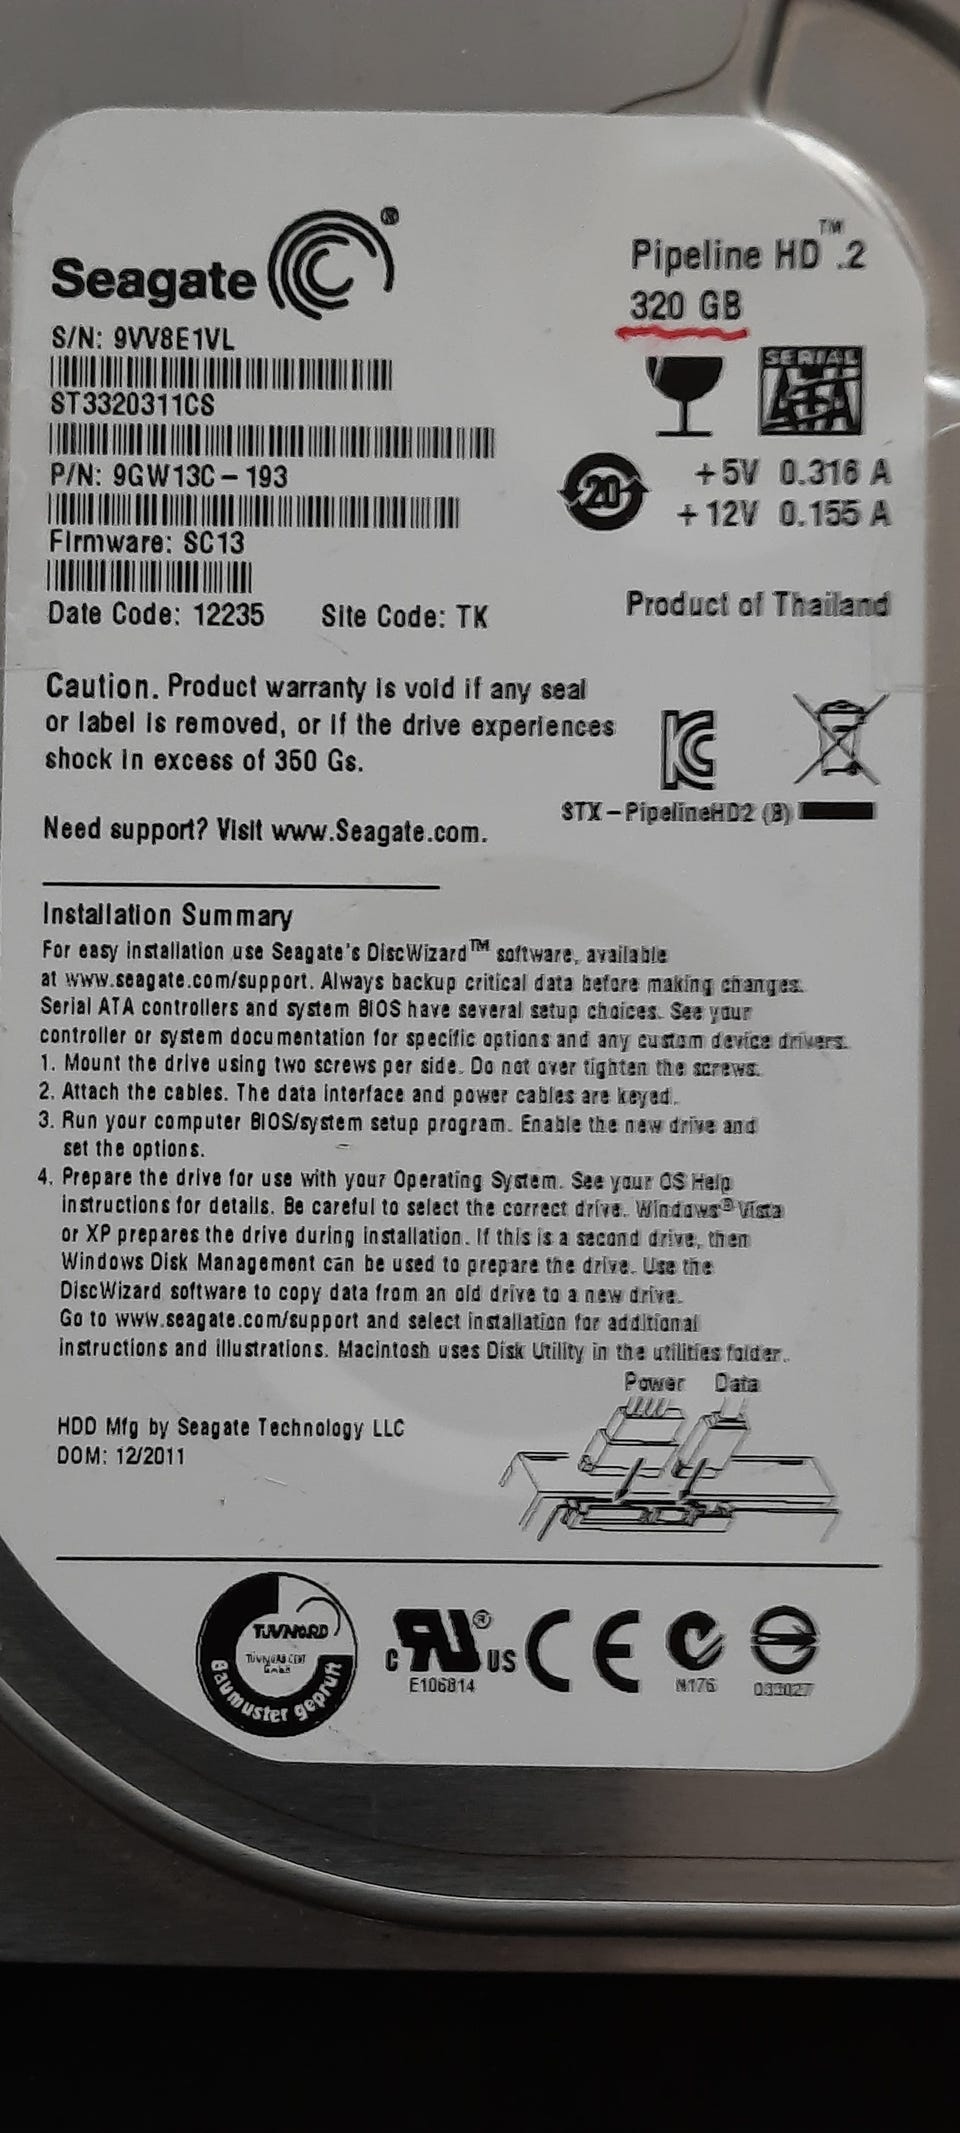 Seagate ®
Pipeline HD™.2
320 GB
S/N: 9VV8E1VL
ST3320311CS
P/N: 9GW13C-193
Firmware: SC13
Date Code: 12235 Site Code: TK
SERIAL
ATA
20
+5V 0.316 A
+12V 0.155 A
Product of Thailand
Caution. Product warranty is void if any seal
or label is removed, or if the drive experiences
shock in excess of 350 Gs.
STX-PipelineHD2 (B)
Need support? Visit www.Seagate.com.
Installation Summary
For easy installation use Seagate's DiscWizard™ software, available
at www.seagate.com/support. Always backup critical data before making changes.
Serial ATA controllers and system BIOS have several setup choices. See your
controller or system documentation for specific options and any custom device drivers.
1. Mount the drive using two screws per side. Do not over tighten the screws.
2. Attach the cables. The data interface and power cables are keyed.
3. Run your computer BIOS/system setup program. Enable the new drive and
set the options.
4. Prepare the drive for use with your Operating System. See your OS Help
instructions for details. Be careful to select the correct drive. Windows® Vista
or XP prepares the drive during installation. If this is a second drive, then
Windows Disk Management can be used to prepare the drive. Use the
DiscWizard software to copy data from an old drive to a new drive.
Go to www.seagate.com/support and select installation for additional
instructions and illustrations. Macintosh uses Disk Utility in the utilities folder.
Power Data
HDD Mfg by Seagate Technology LLC
DOM: 12/2011
TÜVNORD
TÜVNORD CERT
GmbH
Baumuster geprüft
c RU ® US
E106814
CE
N176
033027